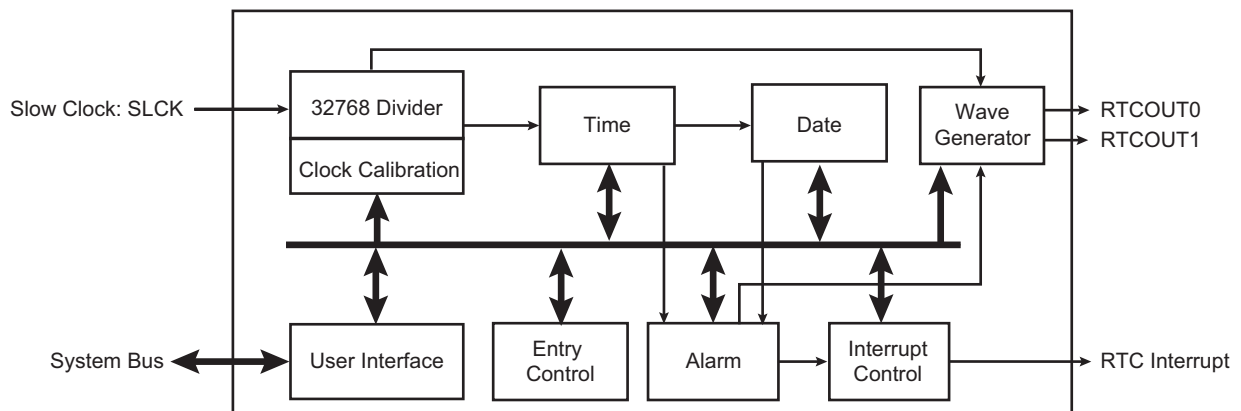 Slow Clock: SLCK
32768 Divider
Clock Calibration
Time
Date
Wave
Generator
RTCOUT0
RTCOUT1
System Bus
User Interface
Entry
Control
Alarm
Interrupt
Control
RTC Interrupt